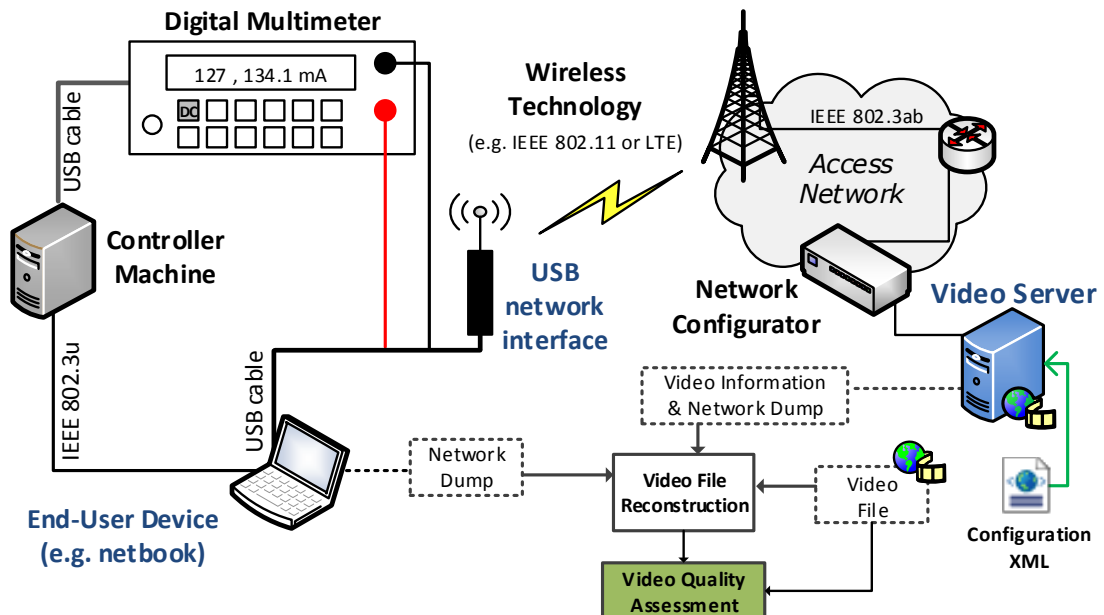 Digital Multimeter
127 , 134.1 mA
DC
USB cable
Wireless
Technology
(e.g. IEEE 802.11 or LTE)
IEEE 802.3ab
Access
Network
Controller
Machine
USB
network
interface
Network
Configurator
Video Server
IEEE 802.3u
USB cable
Video Information
& Network Dump
Network
Dump
Video File
Reconstruction
Video
File
End-User Device
(e.g. netbook)
Configuration
XML
Video Quality
Assessment